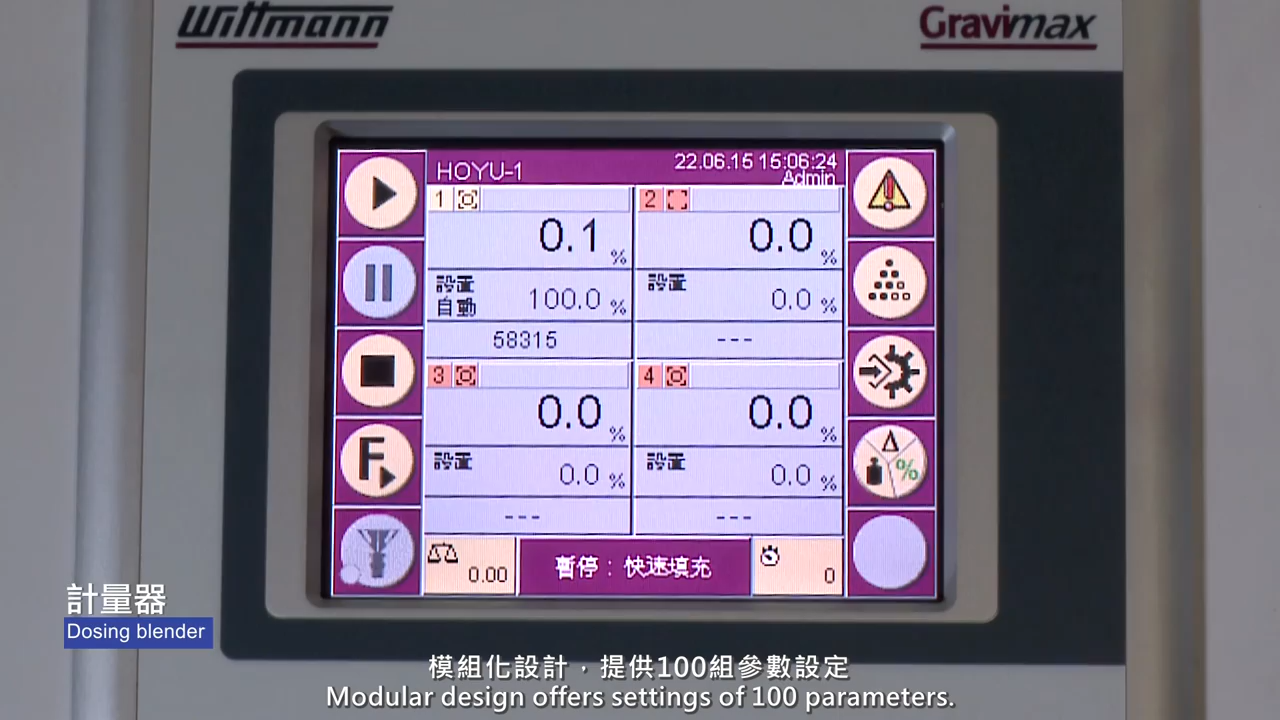 Wittmann
Gravimax
HOYU-1
22.06.15 15:06:24
Admin
1
0.1 %
設置
自動
100.0 %
58315
2
0.0 %
設置
0.0 %
---
3
0.0 %
設置
0.0 %
---
4
0.0 %
設置
0.0 %
---
F
Δ
%
0.00
暫停：快速填充
0
計量器
Dosing blender
模組化設計，提供100組參數設定
Modular design offers settings of 100 parameters.